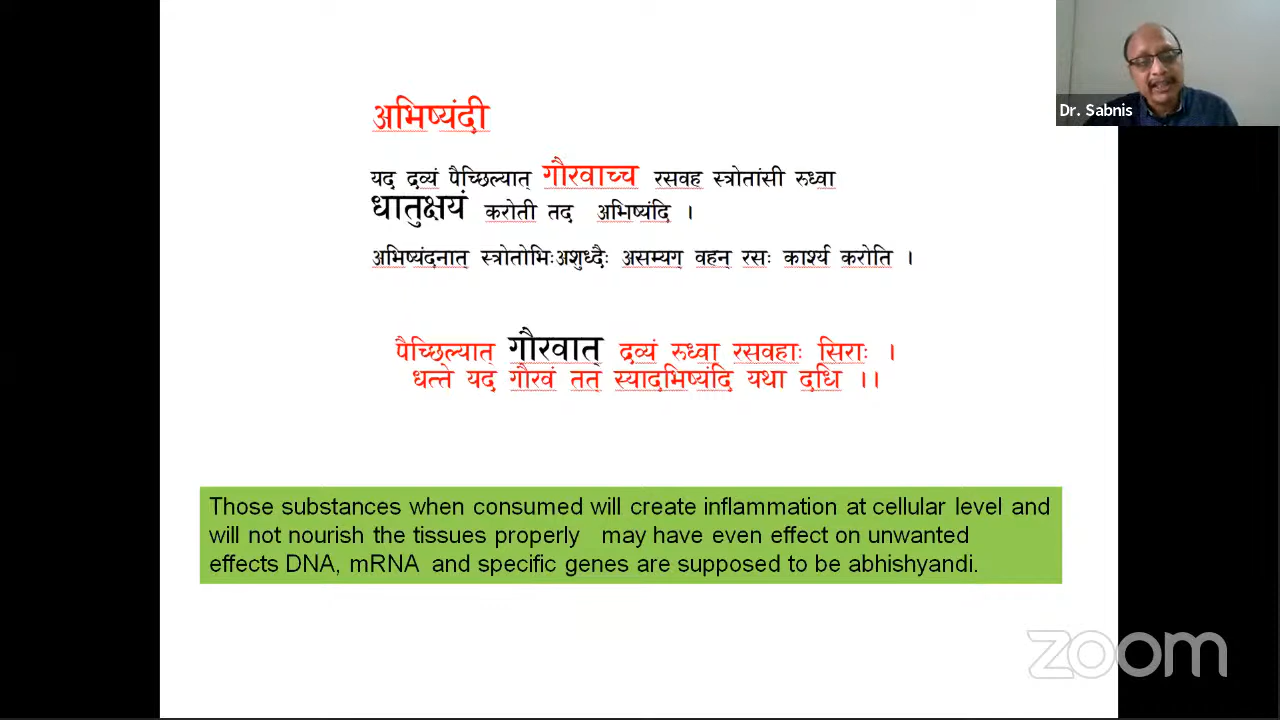 Dr. Sabnis
अभिष्यंदी
यद द्रव्यं पैच्छिल्यात् गौरवाच्च रसवह स्त्रोतांसी रुध्वा
धातुक्षयं करोती तद अभिष्यंदि ।
अभिष्यंदनात् स्त्रोतोभिःअशुध्दैः असम्यग् वहन् रसः कार्श्य करोति ।
पैच्छिल्यात् गौरवात् द्रव्यं रुध्वा रसवहाः सिराः ।
धत्ते यद गौरवं तत् स्यादभिष्यंदि यथा दधि ।।
Those substances when consumed will create inflammation at cellular level and
will not nourish the tissues properly may have even effect on unwanted
effects DNA, mRNA and specific genes are supposed to be abhishyandi.
zoom